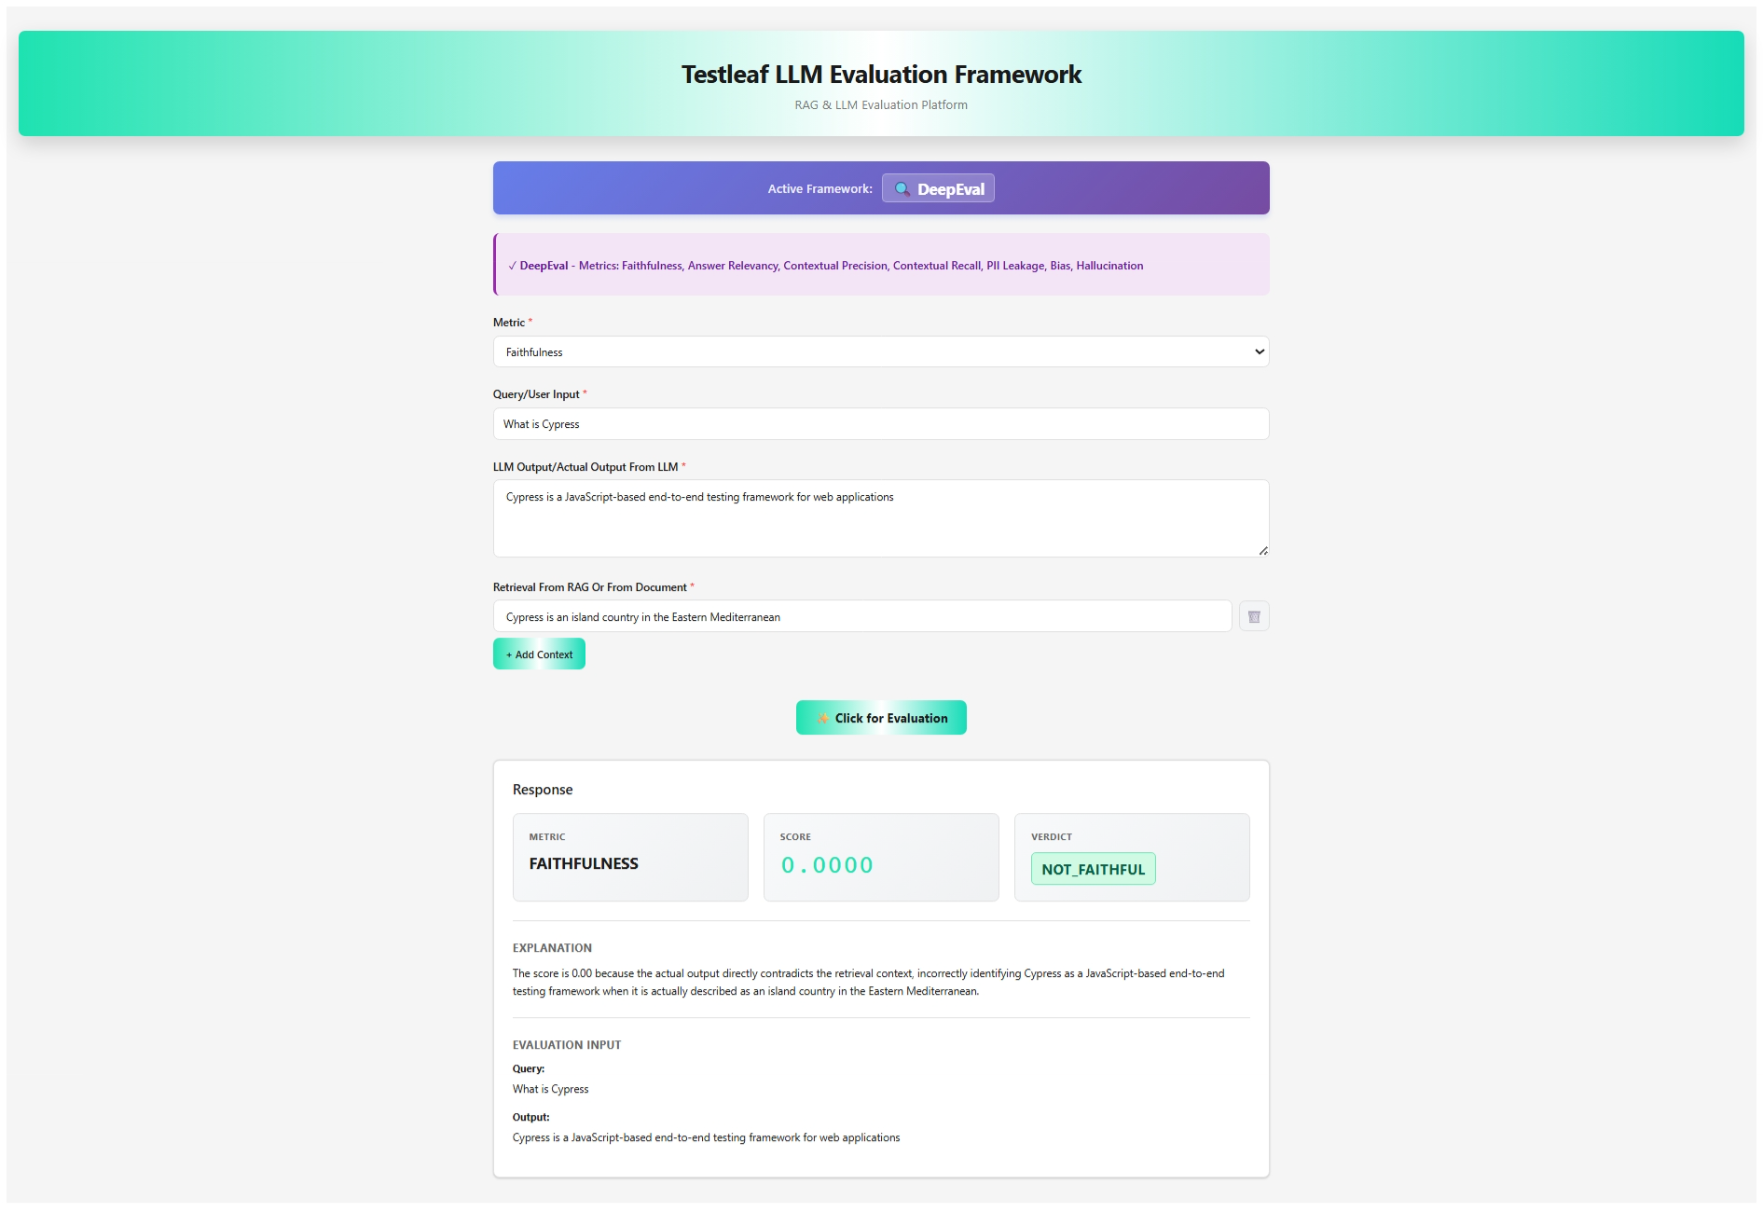 Testleaf LLM Evaluation Framework
RAG & LLM Evaluation Platform
Active Framework: 🔍 DeepEval
✓ DeepEval - Metrics: Faithfulness, Answer Relevancy, Contextual Precision, Contextual Recall, PII Leakage, Bias, Hallucination
Metric *
Faithfulness
Query/User Input *
What is Cypress
LLM Output/Actual Output From LLM *
Cypress is a JavaScript-based end-to-end testing framework for web applications
Retrieval From RAG Or From Document *
Cypress is an island country in the Eastern Mediterranean
+ Add Context
✨ Click for Evaluation
Response
METRIC
FAITHFULNESS
SCORE
0.0000
VERDICT
NOT_FAITHFUL
EXPLANATION
The score is 0.00 because the actual output directly contradicts the retrieval context, incorrectly identifying Cypress as a JavaScript-based end-to-end
testing framework when it is actually described as an island country in the Eastern Mediterranean.
EVALUATION INPUT
Query:
What is Cypress
Output:
Cypress is a JavaScript-based end-to-end testing framework for web applications